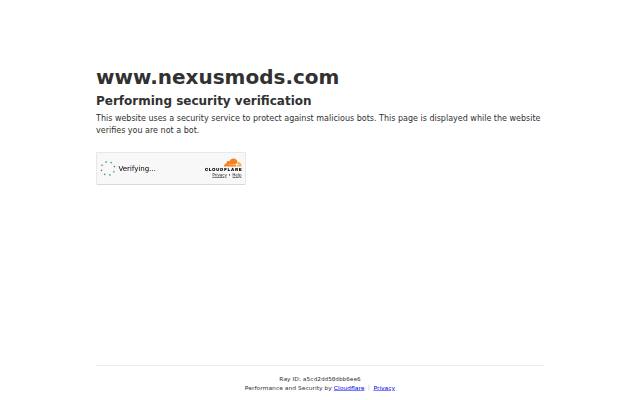 www.nexusmods.com
Performing security verification
This website uses a security service to protect against malicious bots. This page is displayed while the website
verifies you are not a bot.
Verifying...
CLOUDFLARE
Privacy • Help
Ray ID: a5cd2dd50dbb6ee6
Performance and Security by Cloudflare | Privacy